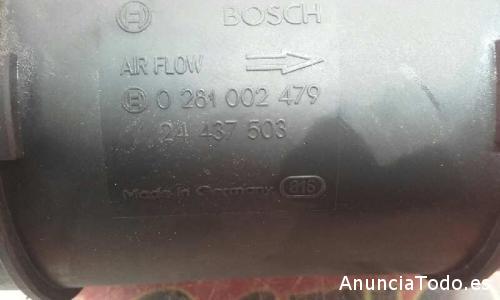 BOSCH
AIR FLOW
0 281 002 479
24 437 503
Made in Germany 816
AnunciaTodo.es